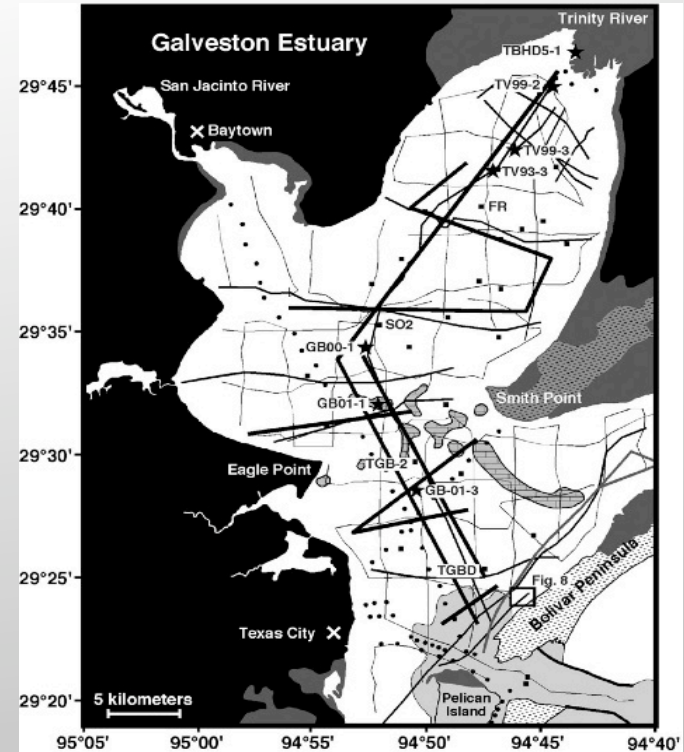 Trinity River
Galveston Estuary
TBHD5-1
29°45'
San Jacinto River
TV99-2
Baytown
TV99-3
TV93-3
29°40'
FR
29°35'
SO2
GB00-1
Smith Point
GB01-1
29°30'
Eagle Point
TGB-2
GB-01-3
29°25'
TGBD
Fig. 8
Bolivar Peninsula
Texas City
29°20'
5 kilometers
Pelican
Island
95°05' 95°00' 94°55' 94°50' 94°45' 94°40'